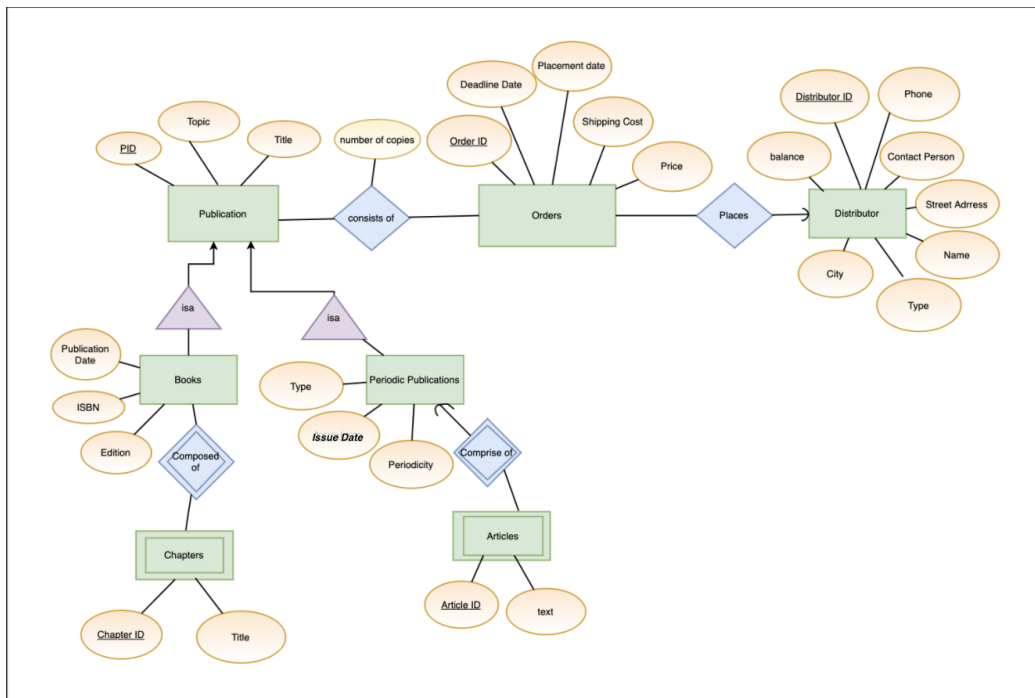 Placement date
Deadline Date
Distributor ID
Phone
Topic
Shipping Cost
Title
number of copies
Order ID
PID
balance
Contact Person
Price
Publication
consists of
Orders
Places
Distributor
Street Adrress
Name
City
Type
isa
isa
Publication
Date
Books
Type
Periodic Publications
ISBN
Issue Date
Edition
Composed
of
Periodicity
Comprise of
Chapters
Articles
Chapter ID
Title
Article ID
text